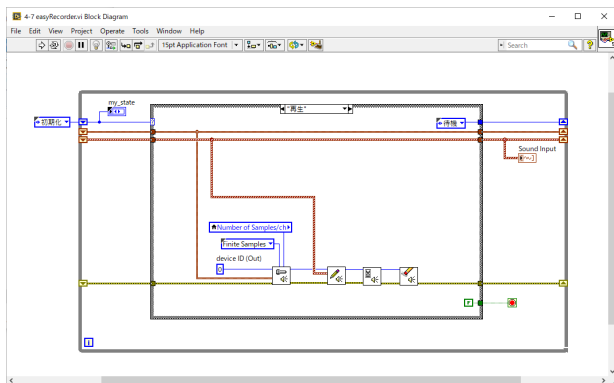 4-7 easyRecorder.vi Block Diagram
File Edit View Project Operate Tools Window Help
15pt Application Font
Search
my_state
初期化
"再生"
待機
Sound Input
Number of Samples/ch
Finite Samples
device ID (Out)
0
F
i